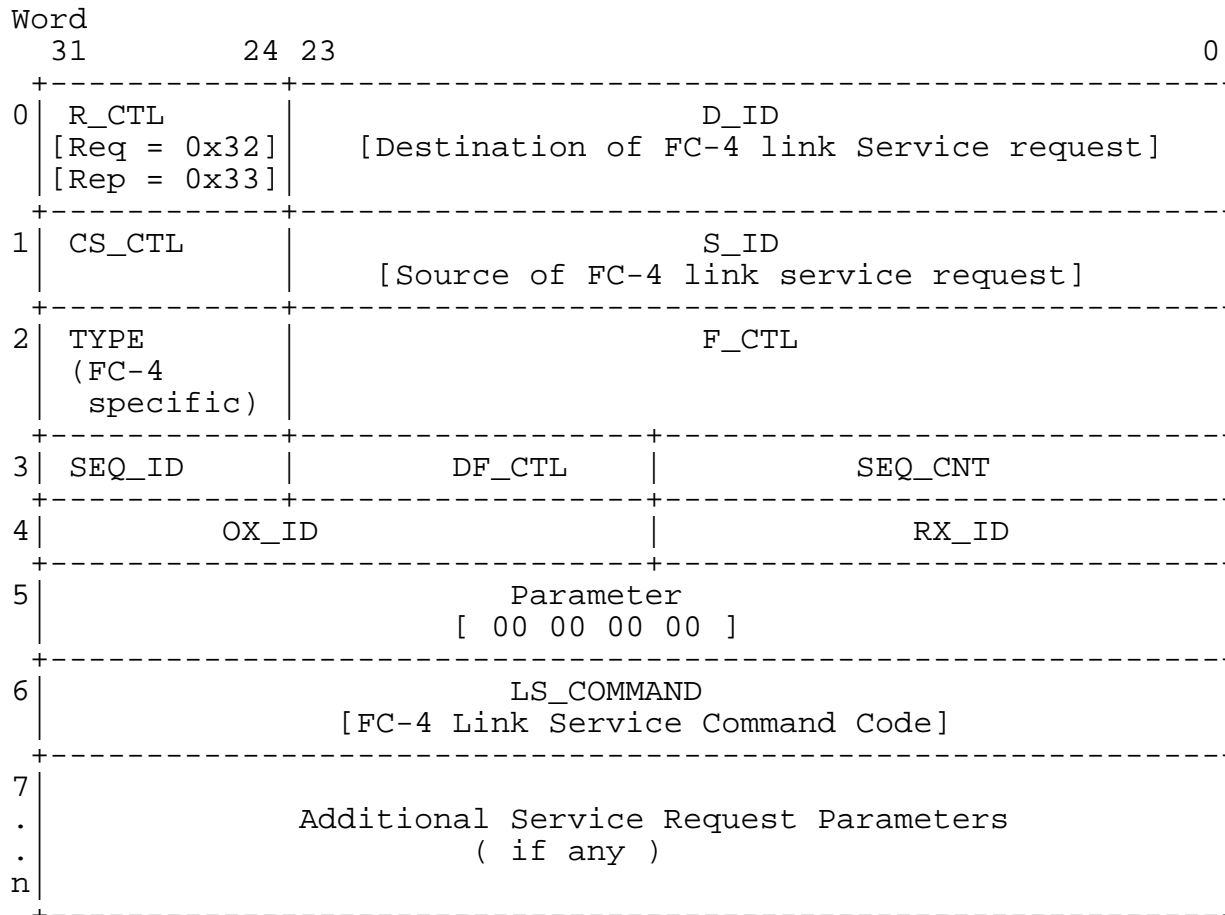 Word
31 24 23 0
0 R_CTL D_ID
[Req = 0x32] [Destination of FC-4 link Service request]
[Rep = 0x33]
1 CS_CTL S_ID
[Source of FC-4 link service request]
2 TYPE F_CTL
(FC-4
specific)
3 SEQ_ID DF_CTL SEQ_CNT
4 OX_ID RX_ID
5 Parameter
[ 00 00 00 00 ]
6 LS_COMMAND
[FC-4 Link Service Command Code]
7
. Additional Service Request Parameters
. ( if any )
n